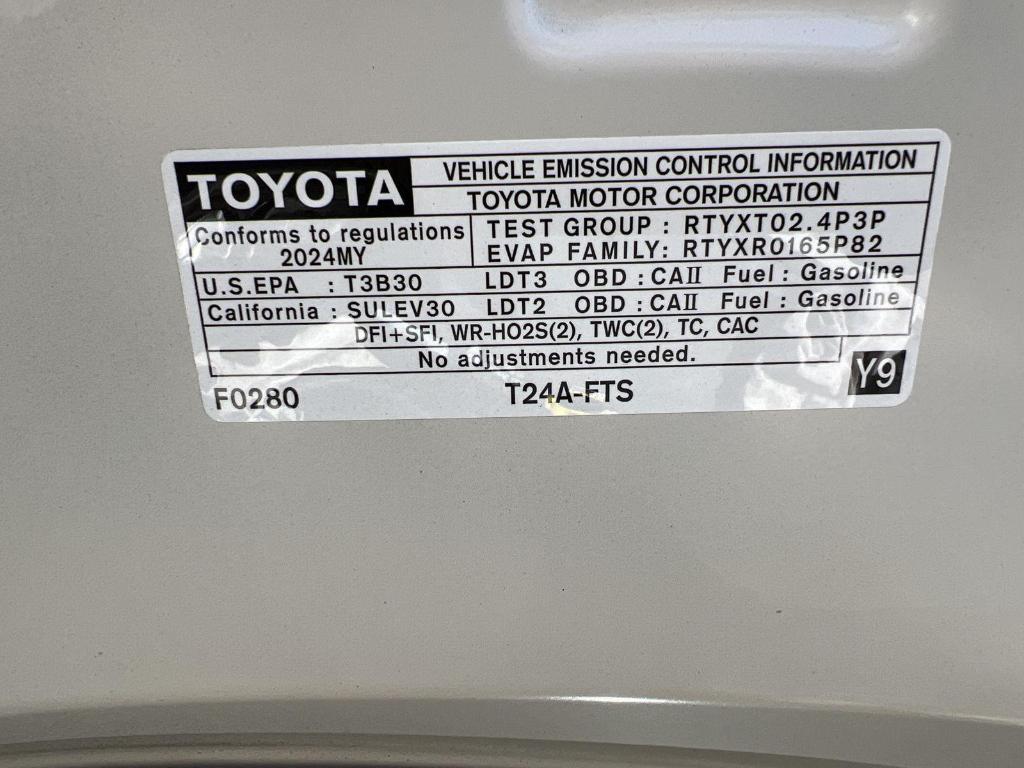 TOYOTA
VEHICLE EMISSION CONTROL INFORMATION
TOYOTA MOTOR CORPORATION
Conforms to regulations
2024MY
TEST GROUP : RTYXT02.4P3P
EVAP FAMILY: RTYXR0165P82
U.S.EPA : T3B30 LDT3 OBD : CAII Fuel : Gasoline
California : SULEV30 LDT2 OBD : CAII Fuel : Gasoline
DFI+SFI, WR-HO2S(2), TWC(2), TC, CAC
No adjustments needed.
F0280 T24A-FTS Y9